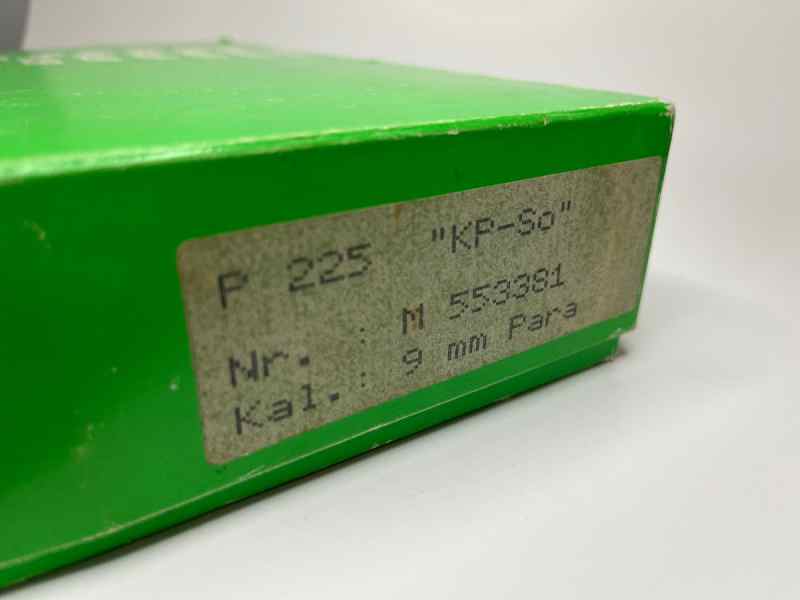 P 225 "KP-So"
Nr. : M 553381
Kal. : 9 mm Para